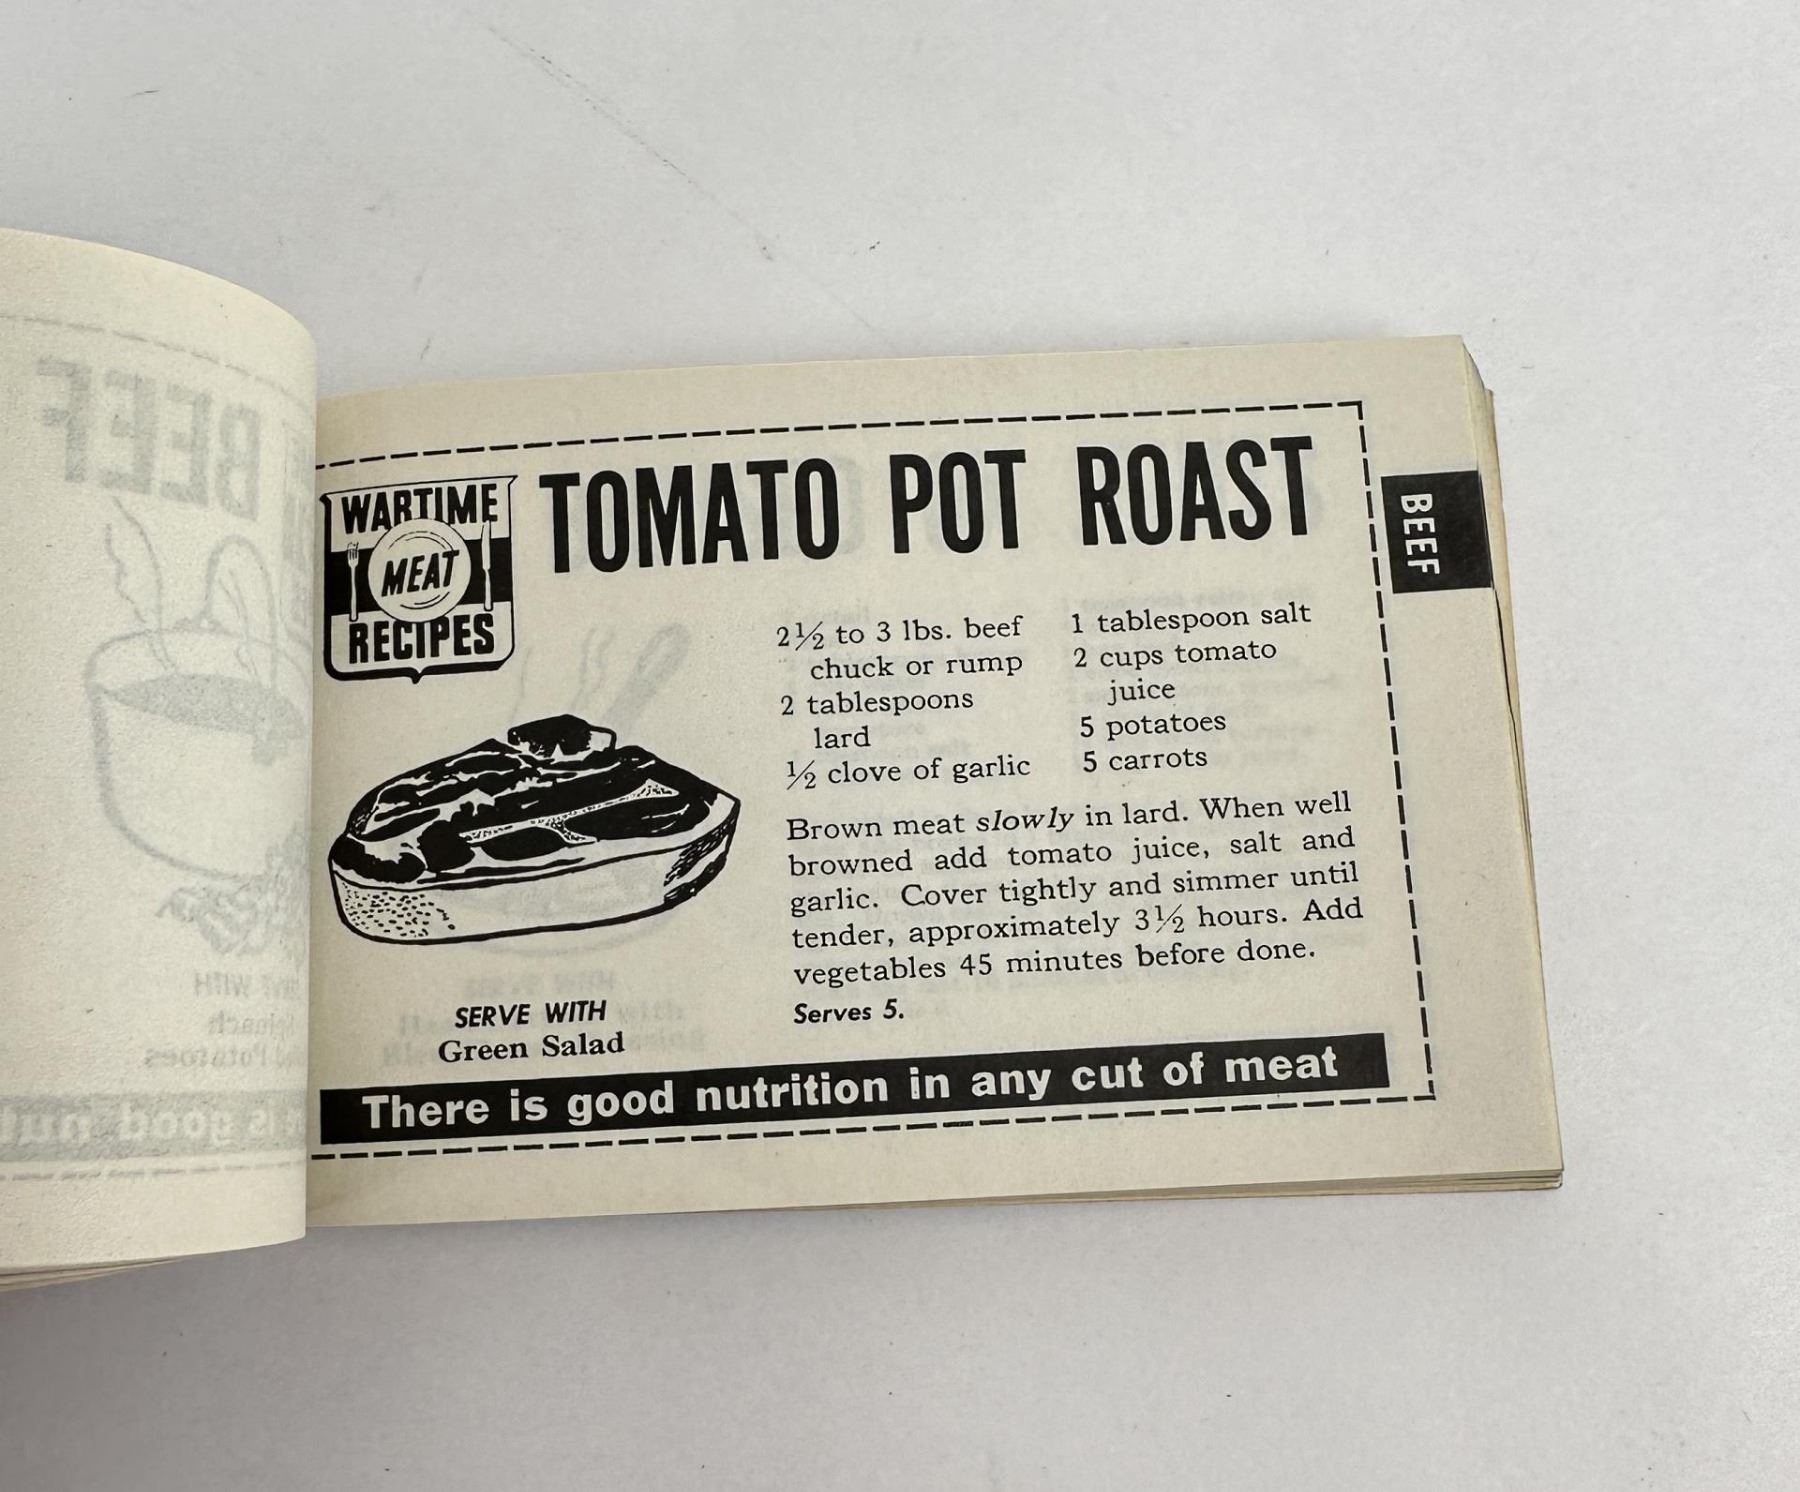 WARTIME
MEAT
RECIPES
TOMATO POT ROAST
BEEF
2½ to 3 lbs. beef
chuck or rump
2 tablespoons
lard
½ clove of garlic
1 tablespoon salt
2 cups tomato
juice
5 potatoes
5 carrots
Brown meat slowly in lard. When well
browned add tomato juice, salt and
garlic. Cover tightly and simmer until
tender, approximately 3½ hours. Add
vegetables 45 minutes before done.
Serves 5.
SERVE WITH
Green Salad
There is good nutrition in any cut of meat
BEEF